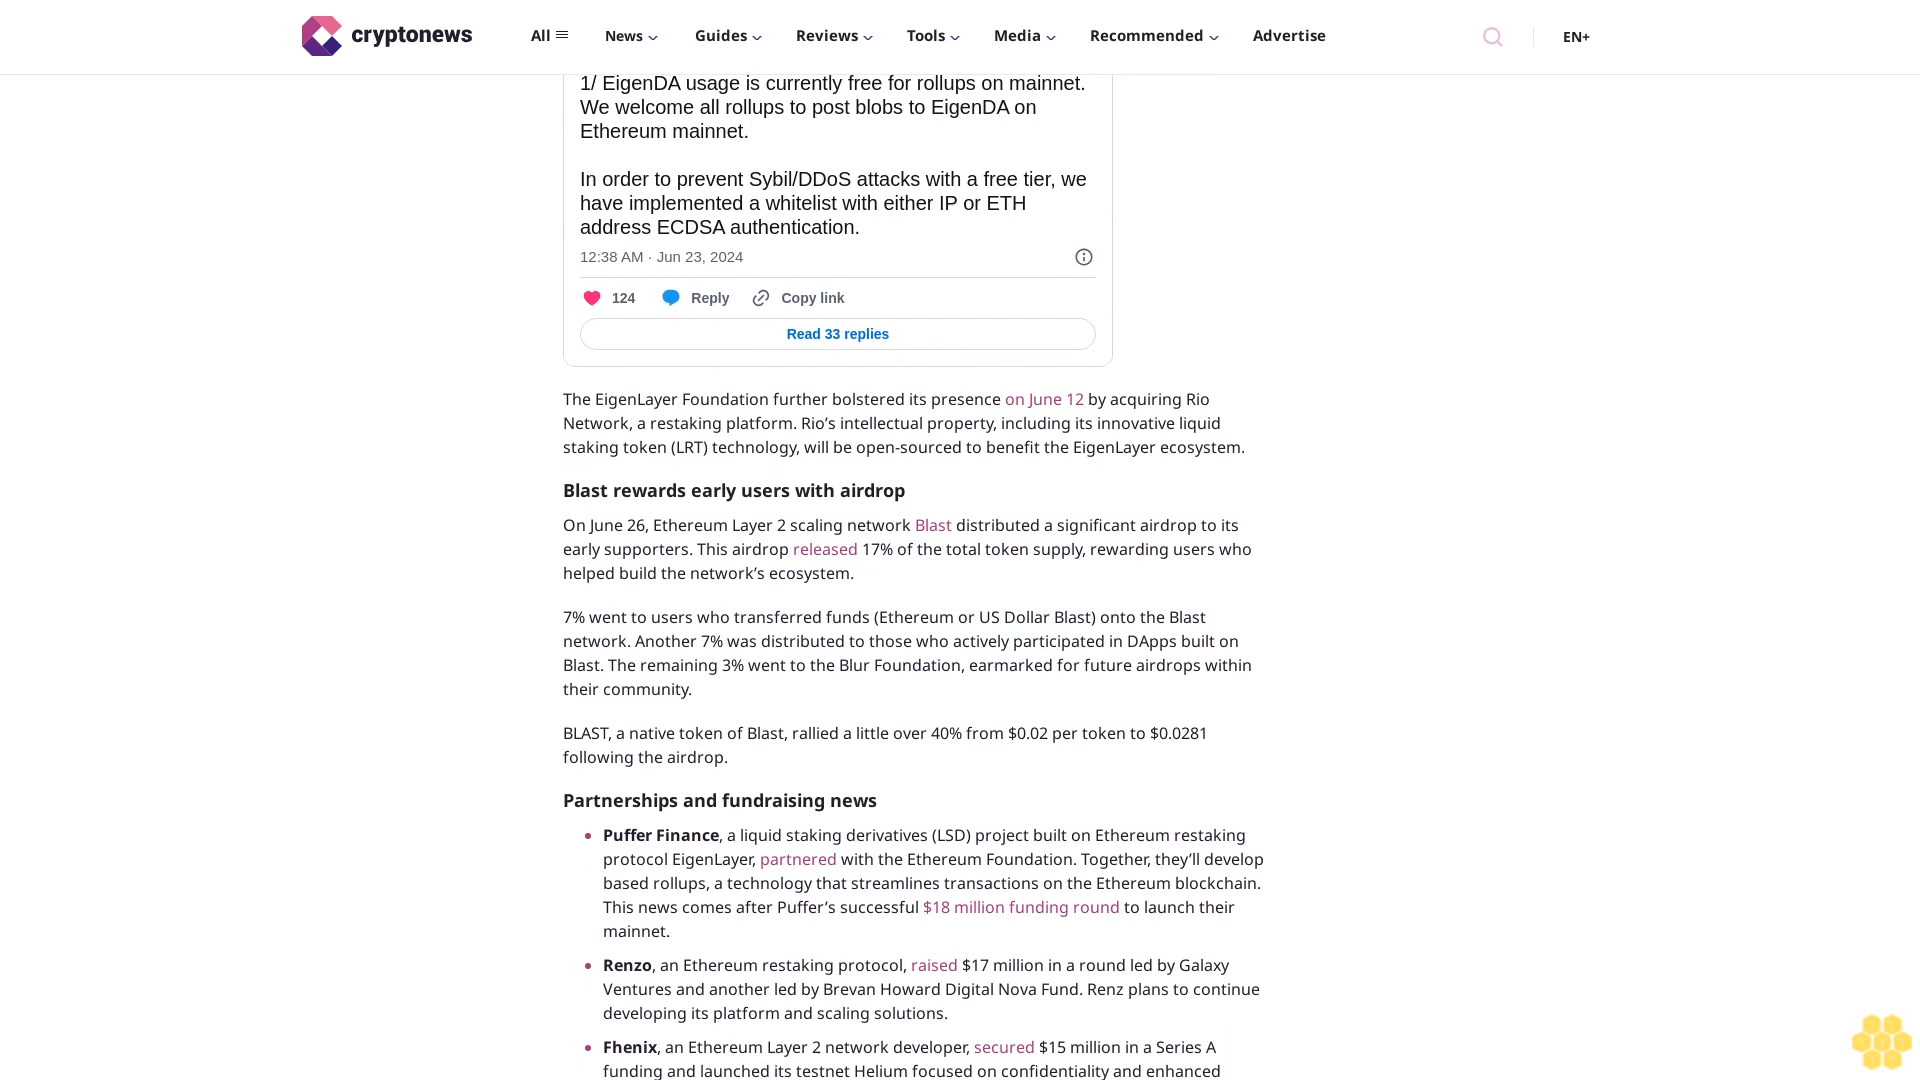 cryptonews
All
News
Guides
Reviews
Tools
Media
Recommended
Advertise
EN+
1/ EigenDA usage is currently free for rollups on mainnet.
We welcome all rollups to post blobs to EigenDA on
Ethereum mainnet.
In order to prevent Sybil/DDoS attacks with a free tier, we
have implemented a whitelist with either IP or ETH
address ECDSA authentication.
12:38 AM · Jun 23, 2024
124
Reply
Copy link
Read 33 replies
The EigenLayer Foundation further bolstered its presence on June 12 by acquiring Rio
Network, a restaking platform. Rio’s intellectual property, including its innovative liquid
staking token (LRT) technology, will be open-sourced to benefit the EigenLayer ecosystem.
Blast rewards early users with airdrop
On June 26, Ethereum Layer 2 scaling network Blast distributed a significant airdrop to its
early supporters. This airdrop released 17% of the total token supply, rewarding users who
helped build the network’s ecosystem.
7% went to users who transferred funds (Ethereum or US Dollar Blast) onto the Blast
network. Another 7% was distributed to those who actively participated in DApps built on
Blast. The remaining 3% went to the Blur Foundation, earmarked for future airdrops within
their community.
BLAST, a native token of Blast, rallied a little over 40% from $0.02 per token to $0.0281
following the airdrop.
Partnerships and fundraising news
Puffer Finance, a liquid staking derivatives (LSD) project built on Ethereum restaking
protocol EigenLayer, partnered with the Ethereum Foundation. Together, they’ll develop
based rollups, a technology that streamlines transactions on the Ethereum blockchain.
This news comes after Puffer’s successful $18 million funding round to launch their
mainnet.
Renzo, an Ethereum restaking protocol, raised $17 million in a round led by Galaxy
Ventures and another led by Brevan Howard Digital Nova Fund. Renz plans to continue
developing its platform and scaling solutions.
Fhenix, an Ethereum Layer 2 network developer, secured $15 million in a Series A
funding and launched its testnet Helium focused on confidentiality and enhanced